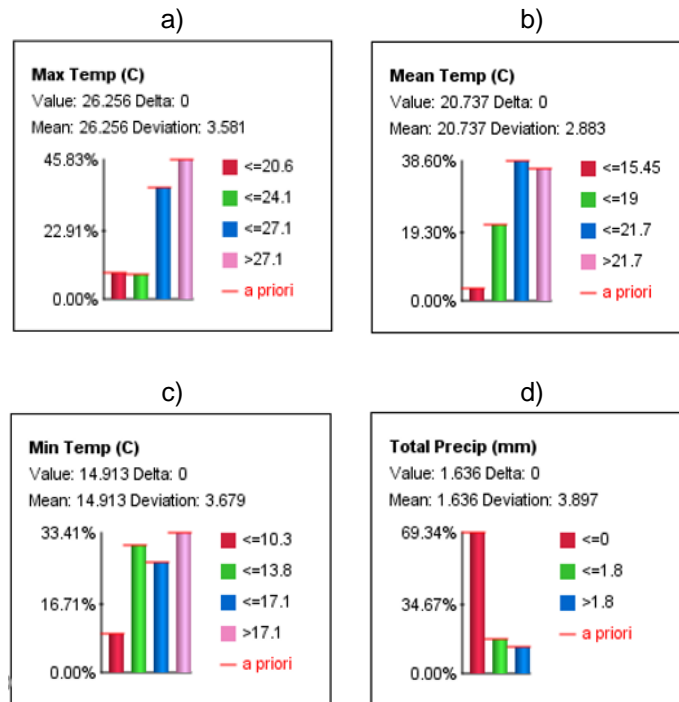 a)
Max Temp (C)
Value: 26.256 Delta: 0
Mean: 26.256 Deviation: 3.581
45.83%
22.91%
0.00%
<=20.6
<=24.1
<=27.1
>27.1
a priori
b)
Mean Temp (C)
Value: 20.737 Delta: 0
Mean: 20.737 Deviation: 2.883
38.60%
19.30%
0.00%
<=15.45
<=19
<=21.7
>21.7
a priori
c)
Min Temp (C)
Value: 14.913 Delta: 0
Mean: 14.913 Deviation: 3.679
33.41%
16.71%
0.00%
<=10.3
<=13.8
<=17.1
>17.1
a priori
d)
Total Precip (mm)
Value: 1.636 Delta: 0
Mean: 1.636 Deviation: 3.897
69.34%
34.67%
0.00%
<=0
<=1.8
>1.8
a priori